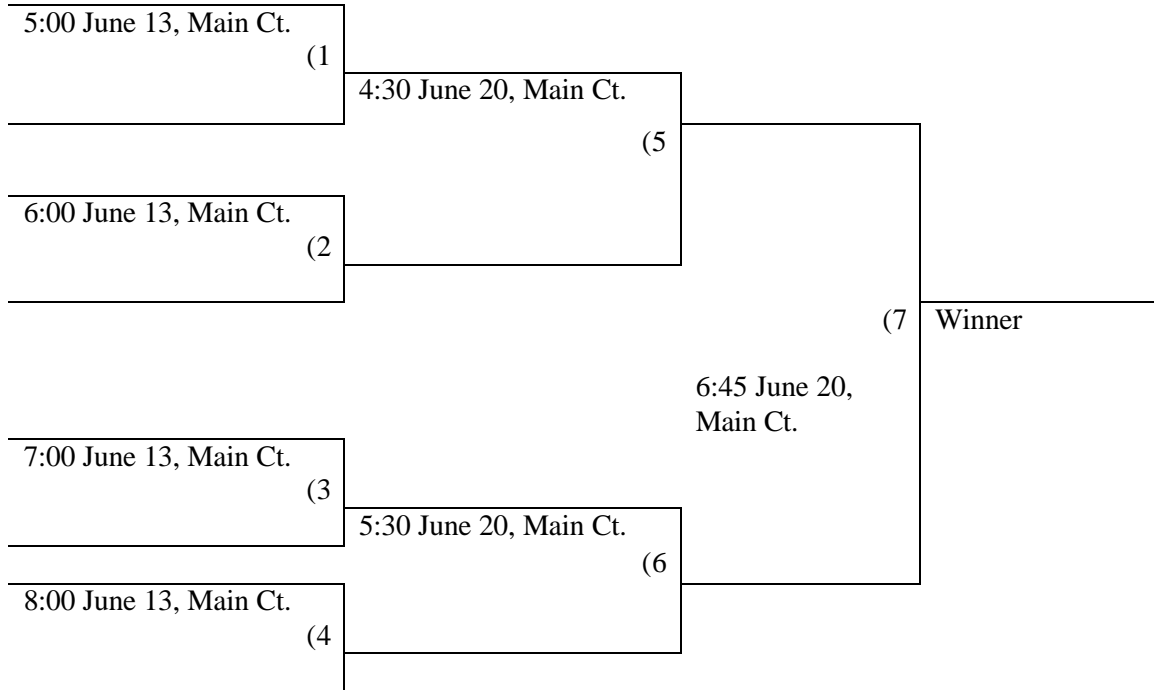 5:00 June 13, Main Ct.
(1
4:30 June 20, Main Ct.
(5
6:00 June 13, Main Ct.
(2
(7
Winner
6:45 June 20,
Main Ct.
7:00 June 13, Main Ct.
(3
5:30 June 20, Main Ct.
(6
8:00 June 13, Main Ct.
(4